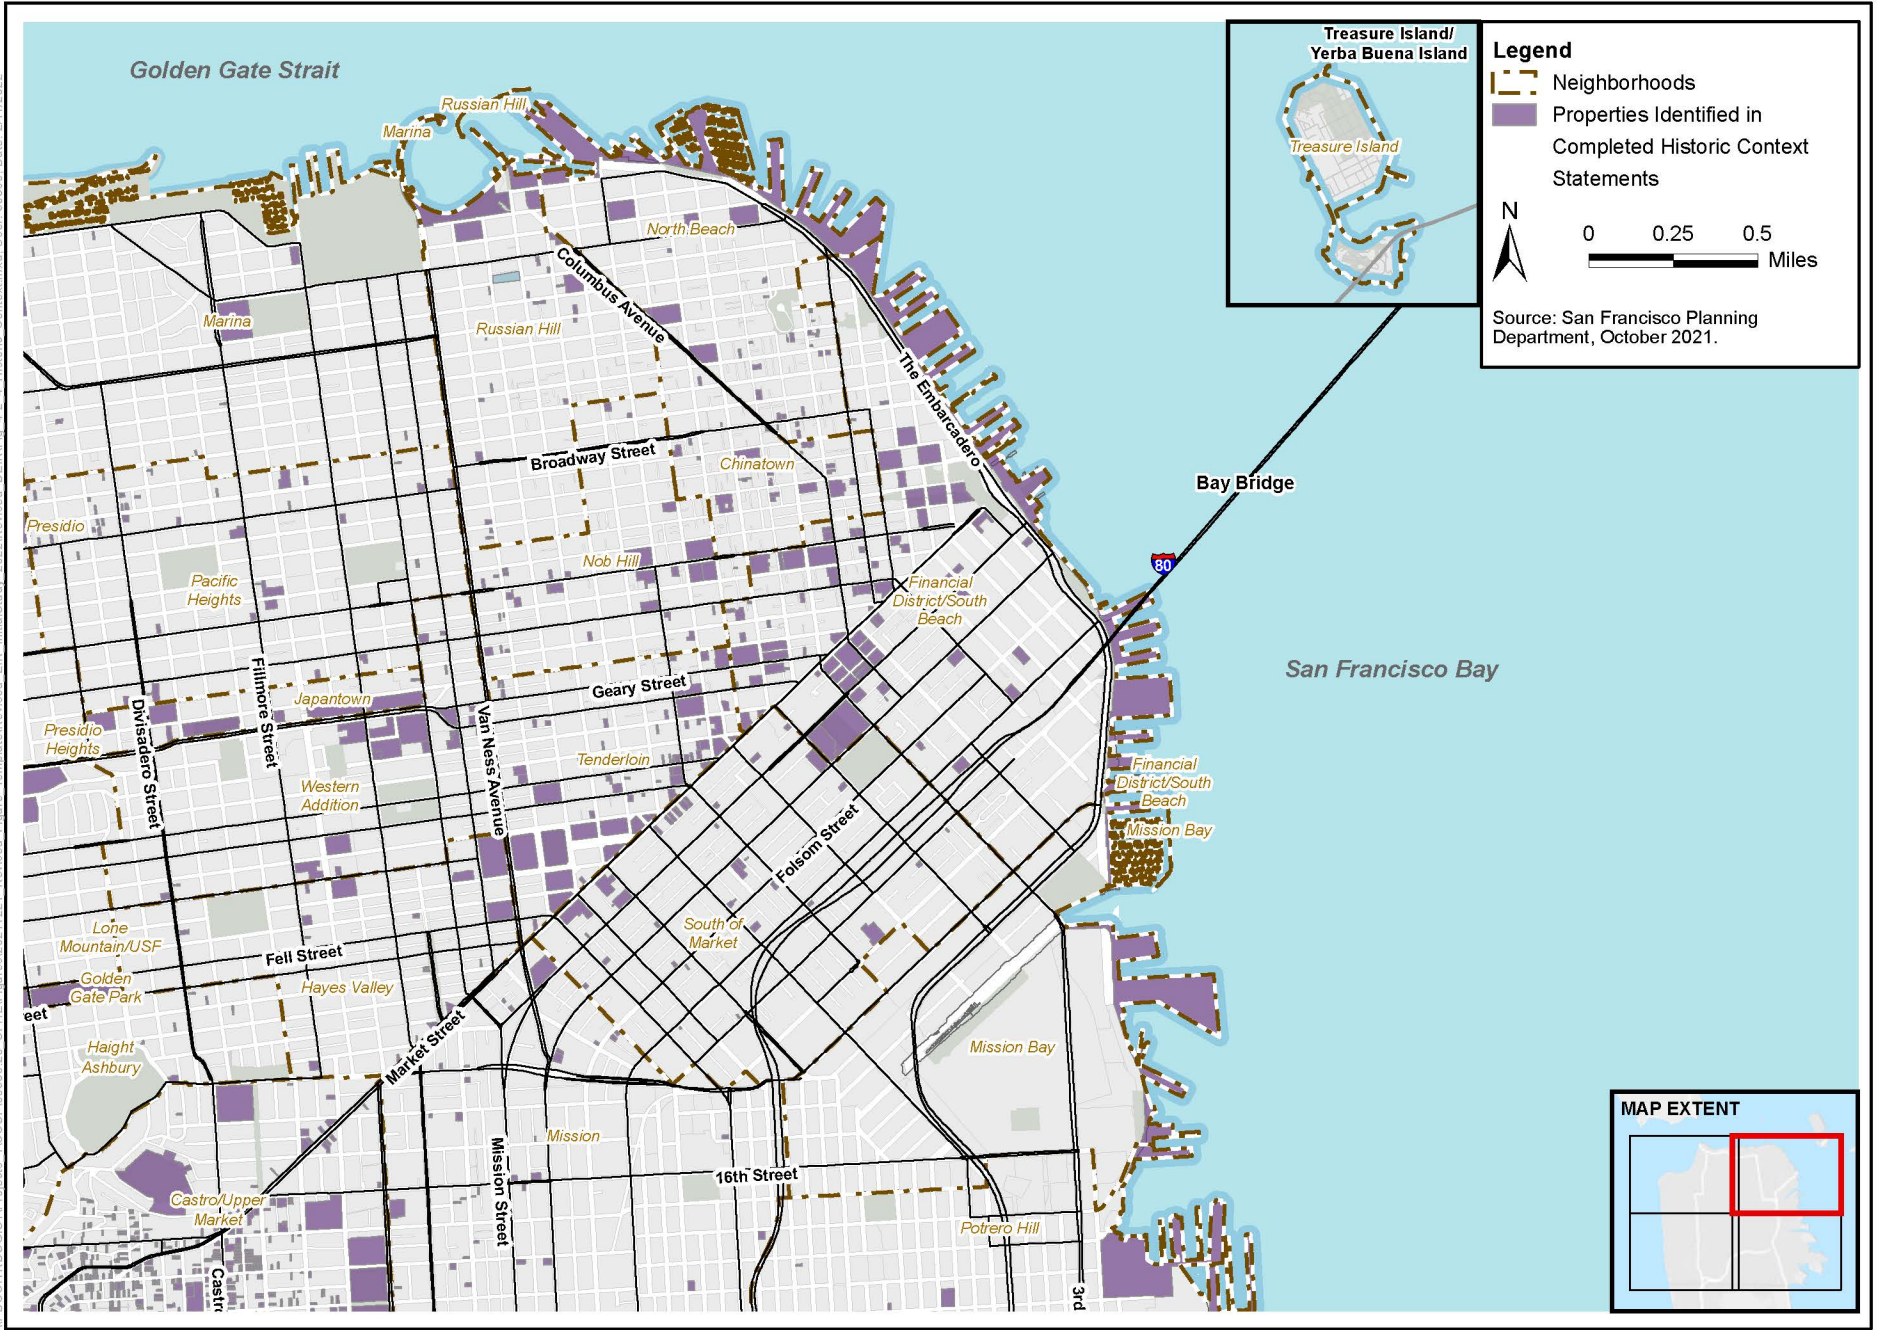 Golden Gate Strait
Russian Hill
Marina
North Beach
Columbus Avenue
Marina
Russian Hill
The Embarcadero
Broadway Street
Chinatown
Presidio
Nob Hill
Pacific
Heights
Financial
District/South
Beach
Bay Bridge
80
San Francisco Bay
Geary Street
Japantown
Fillmore Street
Divisadero Street
Van Ness Avenue
Presidio
Heights
Tenderloin
Western
Addition
Folsom Street
Financial
District/South
Beach
Mission Bay
South of
Market
Lone
Mountain/USF
Fell Street
Golden
Gate Park
Hayes Valley
reet
Haight
Ashbury
Market Street
Mission Bay
Mission
Mission Street
16th Street
Castro/Upper
Market
Potrero Hill
Castro
3rd
Treasure Island/
Yerba Buena Island
Treasure Island
Legend
Neighborhoods
Properties Identified in
Completed Historic Context
Statements
N
0 0.25 0.5
Miles
Source: San Francisco Planning
Department, October 2021.
MAP EXTENT